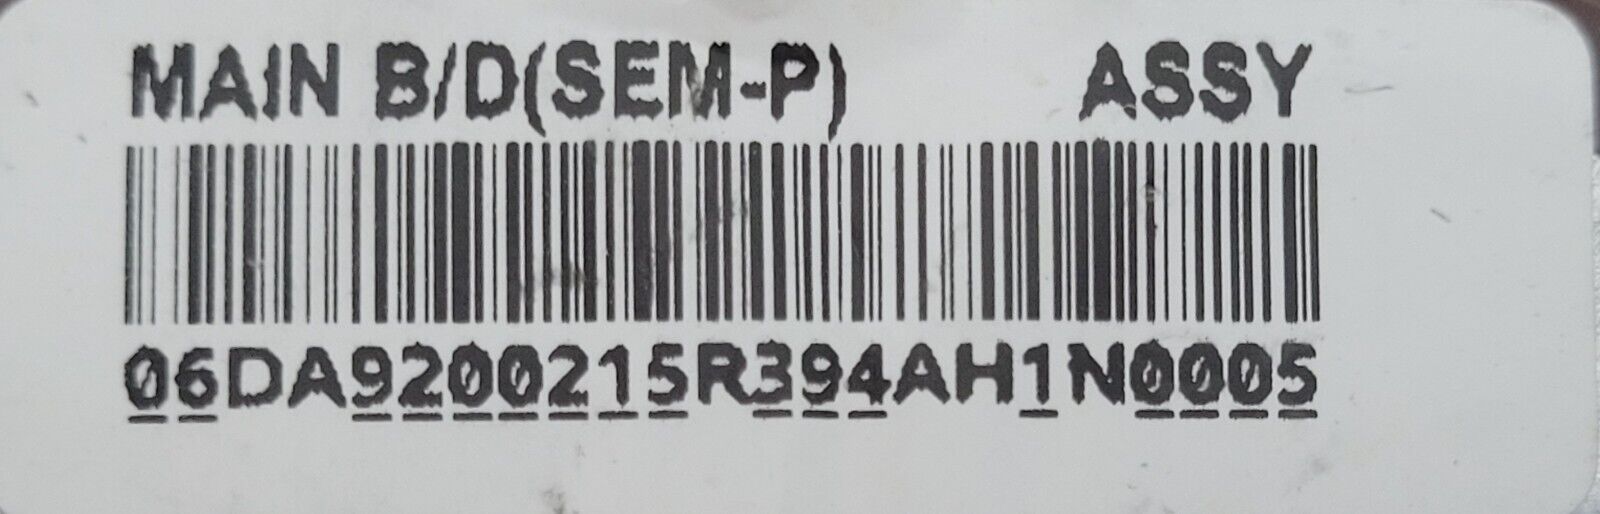 MAIN B/D(SEM-P) ASSY
06DA9200215R394AH1N0005